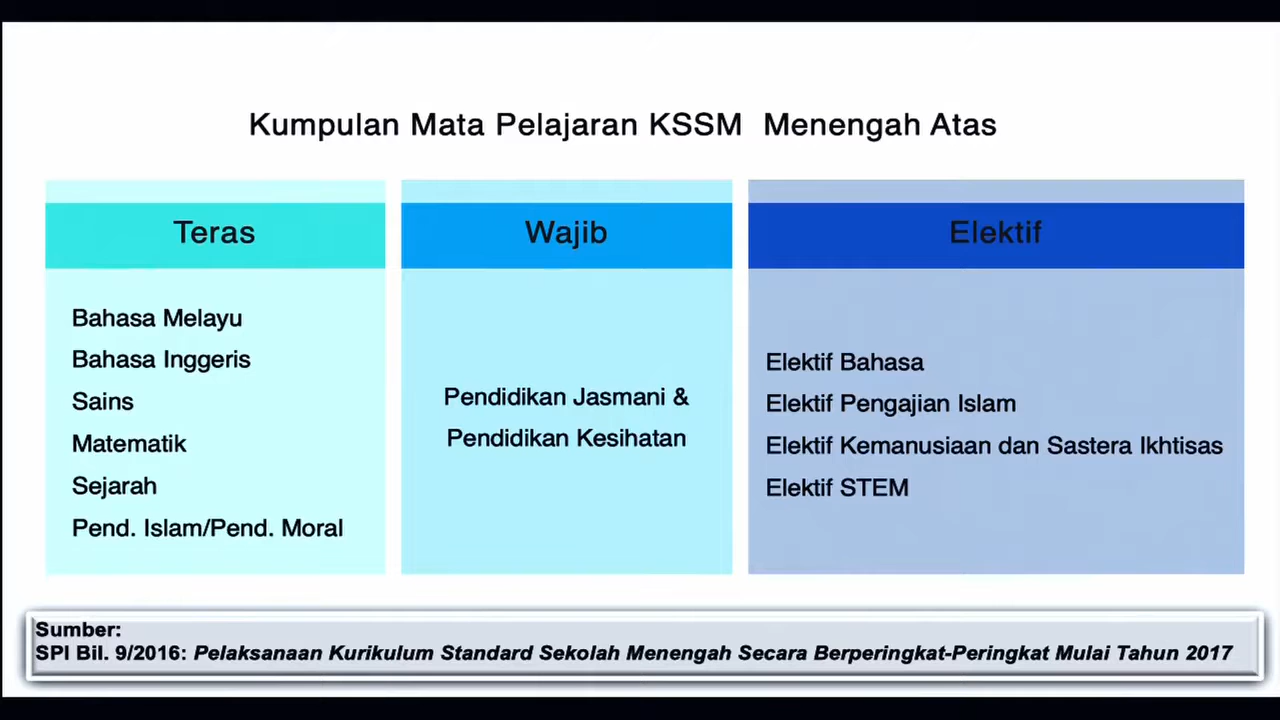 Kumpulan Mata Pelajaran KSSM Menengah Atas
Teras
Bahasa Melayu
Bahasa Inggeris
Sains
Matematik
Sejarah
Pend. Islam/Pend. Moral
Wajib
Pendidikan Jasmani &
Pendidikan Kesihatan
Elektif
Elektif Bahasa
Elektif Pengajian Islam
Elektif Kemanusiaan dan Sastera Ikhtisas
Elektif STEM
Sumber:
SPI Bil. 9/2016: Pelaksanaan Kurikulum Standard Sekolah Menengah Secara Berperingkat-Peringkat Mulai Tahun 2017